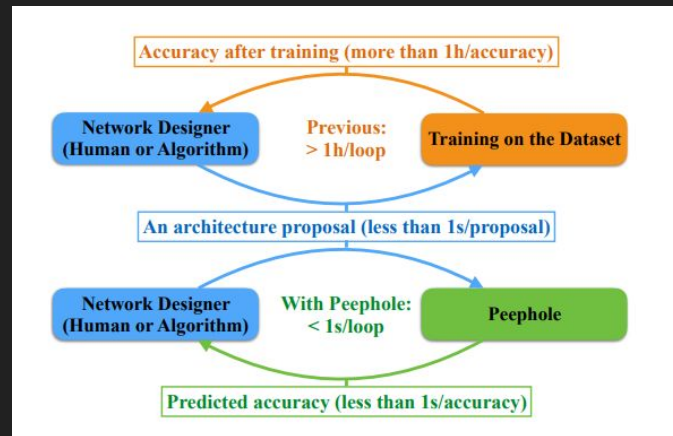 Accuracy after training (more than 1h/accuracy)
Network Designer
(Human or Algorithm)
Previous:
> 1h/loop
Training on the Dataset
An architecture proposal (less than 1s/proposal)
Network Designer
(Human or Algorithm)
With Peephole:
< 1s/loop
Peephole
Predicted accuracy (less than 1s/accuracy)